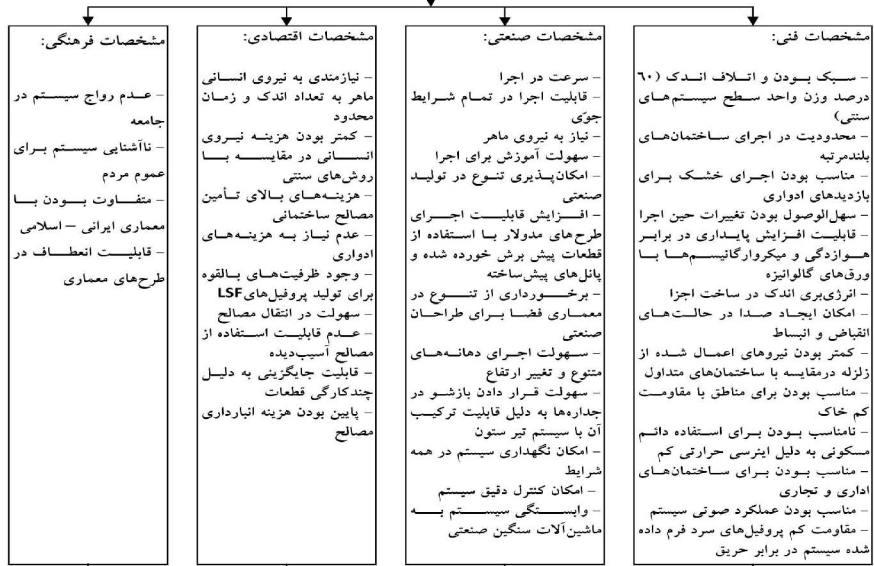 مشخصات فنی:
– سبک بودن و اتلاف اندک (٦٠
درصد وزن واحد سطح سیستم‌های
سنتی)
– محدودیت در اجرای ساختمان‌های
بلندمرتبه
– مناسب بودن اجرای خشک برای
بازدیدهای ادواری
– سهل‌الوصول بودن تغییرات حین اجرا
– قابلیت افزایش پایداری در برابر
هوازدگی و میکروارگانیسم‌ها با
ورق‌های گالوانیزه
– انرژی‌بری اندک در ساخت اجزا
– امکان ایجاد صدا در حالت‌های
انقباض و انبساط
– کمتر بودن نیروهای اعمال شده از
زلزله درمقایسه با ساختمان‌های متداول
– مناسب بودن برای مناطق با مقاومت
کم خاک
– نامناسب بودن برای استفاده دائم
مسکونی به دلیل اینرسی حرارتی کم
– مناسب بودن برای ساختمان‌های
اداری و تجاری
– مناسب بودن عملکرد صوتی سیستم
– مقاومت کم پروفیل‌های سرد فرم داده
شده سیستم در برابر حریق
مشخصات صنعتی:
– سرعت در اجرا
– قابلیت اجرا در تمام شرایط
جوّی
– نیاز به نیروی ماهر
– سهولت آموزش برای اجرا
– امکان‌پذیری تنوع در تولید
صنعتی
– افزایش قابلیت اجرای
طرح‌های مدولار با استفاده از
قطعات پیش برش خورده شده و
پانل‌های پیش‌ساخته
– برخورداری از تنوع در
معماری فضا برای طراحان
صنعتی
– سهولت اجرای دهانه‌های
متنوع و تغییر ارتفاع
– سهولت قرار دادن بازشو در
جداره‌ها به دلیل قابلیت ترکیب
آن با سیستم تیر ستون
– امکان نگهداری سیستم در همه
شرایط
– امکان کنترل دقیق سیستم
– وابستگی سیستم به
ماشین‌آلات سنگین صنعتی
مشخصات اقتصادی:
– نیازمندی به نیروی انسانی
ماهر به تعداد اندک و زمان
محدود
– کمتر بودن هزینه نیروی
انسانی در مقایسه با
روش‌های سنتی
– هزینه‌های بالای تأمین
مصالح ساختمانی
– عدم نیاز به هزینه‌های
ادواری
– وجود ظرفیت‌های بالقوه
برای تولید پروفیل‌های LSF
– سهولت در انتقال مصالح
– عدم قابلیت استفاده از
مصالح آسیب‌دیده
– قابلیت جایگزینی به دلیل
چندکارگی قطعات
– پایین بودن هزینه انبارداری
مصالح
مشخصات فرهنگی:
– عدم رواج سیستم در
جامعه
– ناآشنایی سیستم برای
عموم مردم
– متفاوت بودن با
معماری ایرانی – اسلامی
– قابلیت انعطاف در
طرح‌های معماری